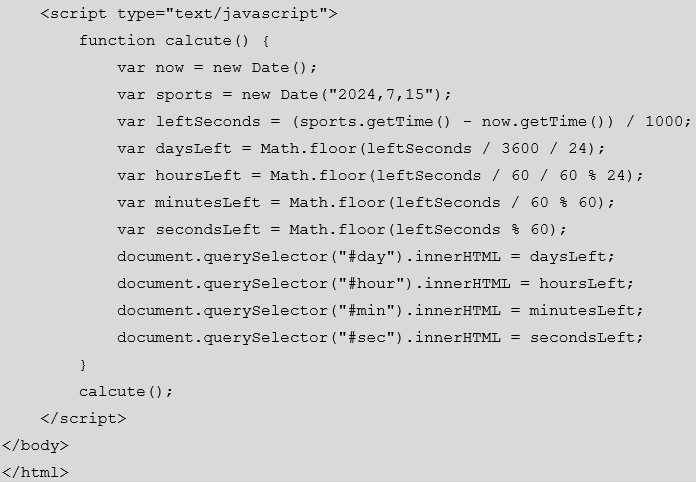 <script type="text/javascript">
function calcute() {
var now = new Date();
var sports = new Date("2024,7,15");
var leftSeconds = (sports.getTime() - now.getTime()) / 1000;
var daysLeft = Math.floor(leftSeconds / 3600 / 24);
var hoursLeft = Math.floor(leftSeconds / 60 / 60 % 24);
var minutesLeft = Math.floor(leftSeconds / 60 % 60);
var secondsLeft = Math.floor(leftSeconds % 60);
document.querySelector("#day").innerHTML = daysLeft;
document.querySelector("#hour").innerHTML = hoursLeft;
document.querySelector("#min").innerHTML = minutesLeft;
document.querySelector("#sec").innerHTML = secondsLeft;
}
calcute();
</script>
</body>
</html>